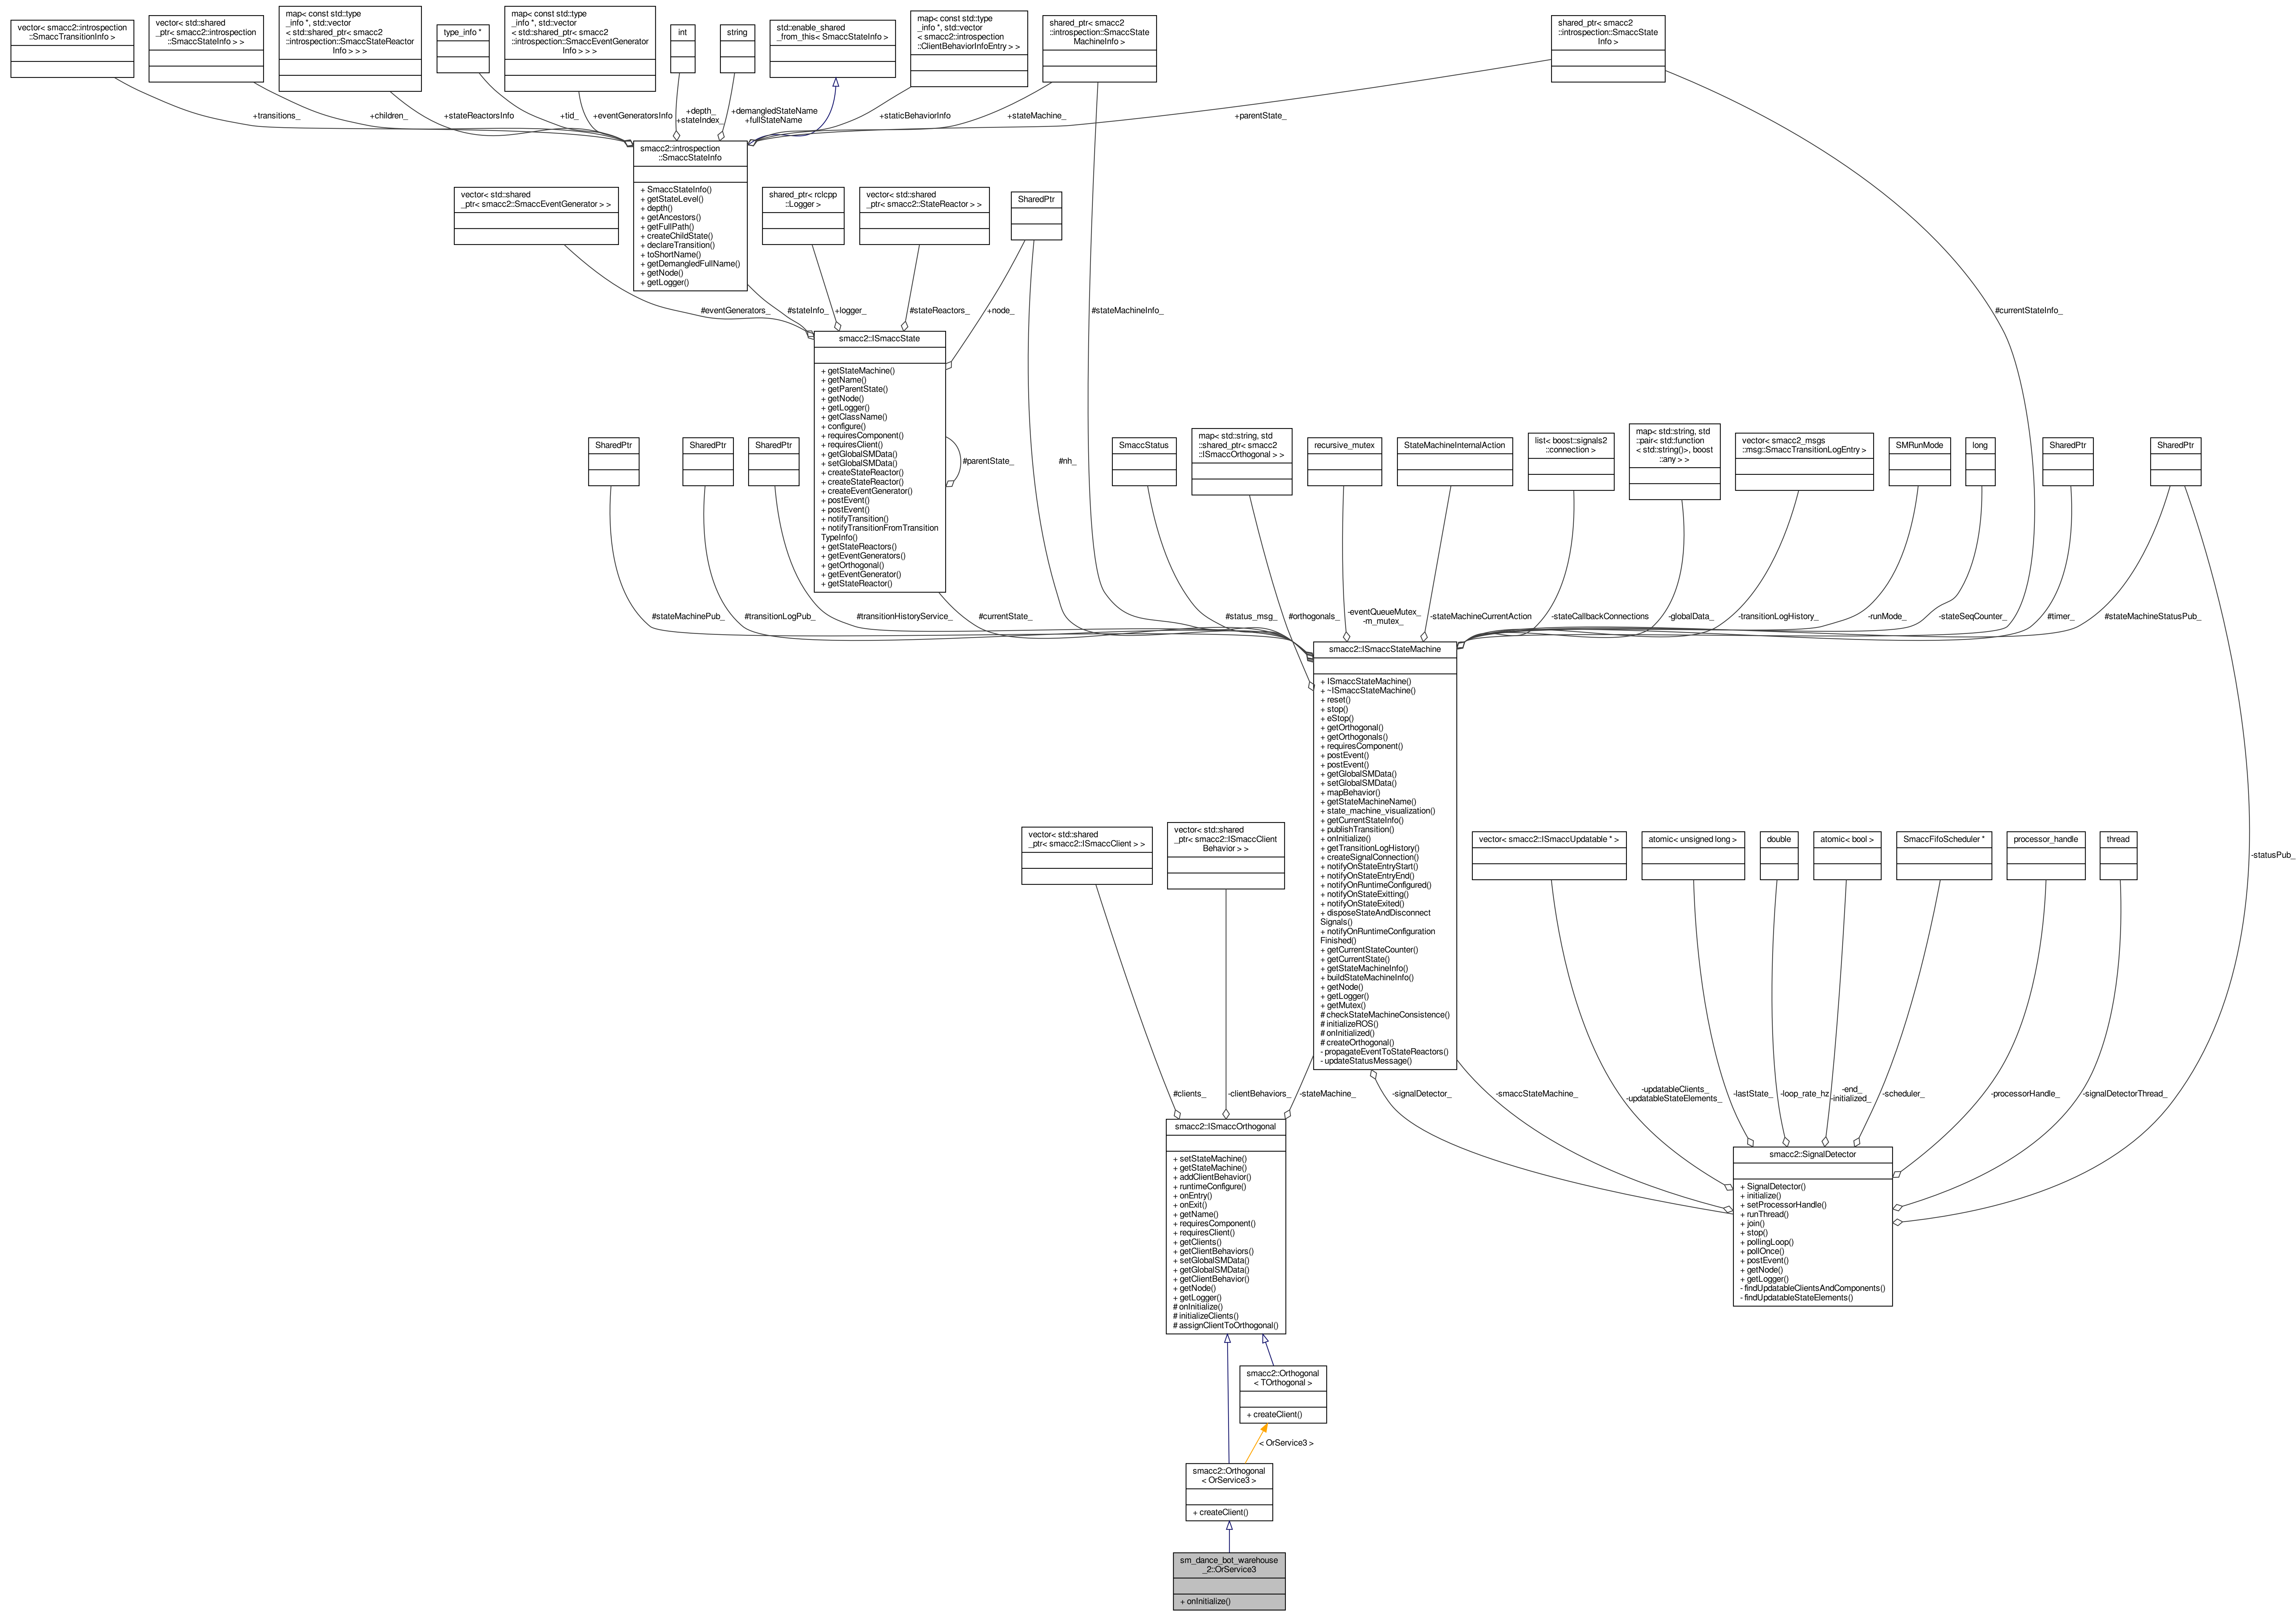 vector< smacc2::introspection
::SmaccTransitionInfo >
vector< std::shared
_ptr< smacc2::introspection
::SmaccStateInfo > >
map< const std::type
_info *, std::vector
< std::shared_ptr< smacc2
::introspection::SmaccStateReactor
Info > > >
type_info *
map< const std::type
_info *, std::vector
< std::shared_ptr< smacc2
::introspection::SmaccEventGenerator
Info > > >
int
string
std::enable_shared
_from_this< SmaccStateInfo >
map< const std::type
_info *, std::vector
< smacc2::introspection
::ClientBehaviorInfoEntry > >
shared_ptr< smacc2
::introspection::SmaccState
MachineInfo >
shared_ptr< smacc2
::introspection::SmaccState
Info >
+transitions_
+children_
+stateReactorsInfo
+tid_
+eventGeneratorsInfo
+depth_
+stateIndex_
+demangledStateName
+fullStateName
+staticBehaviorInfo
+stateMachine_
+parentState_
smacc2::introspection
::SmaccStateInfo
+ SmaccStateInfo()
+ getStateLevel()
+ depth()
+ getAncestors()
+ getFullPath()
+ createChildState()
+ declareTransition()
+ toShortName()
+ getDemangledFullName()
+ getNode()
+ getLogger()
vector< std::shared
_ptr< smacc2::SmaccEventGenerator > >
shared_ptr< rclcpp
::Logger >
vector< std::shared
_ptr< smacc2::StateReactor > >
SharedPtr
#eventGenerators_
#stateInfo_
+logger_
#stateReactors_
+node_
#stateMachineInfo_
#currentStateInfo_
smacc2::ISmaccState
+ getStateMachine()
+ getName()
+ getParentState()
+ getNode()
+ getLogger()
+ getClassName()
+ configure()
+ requiresComponent()
+ requiresClient()
+ getGlobalSMData()
+ setGlobalSMData()
+ createStateReactor()
+ createStateReactor()
+ createEventGenerator()
+ postEvent()
+ postEvent()
+ notifyTransition()
+ notifyTransitionFromTransition
TypeInfo()
+ getStateReactors()
+ getEventGenerators()
+ getOrthogonal()
+ getEventGenerator()
+ getStateReactor()
#parentState_
#nh_
SharedPtr
SharedPtr
SharedPtr
SmaccStatus
map< std::string, std
::shared_ptr< smacc2
::ISmaccOrthogonal > >
recursive_mutex
StateMachineInternalAction
list< boost::signals2
::connection >
map< std::string, std
::pair< std::function
< std::string()>, boost
::any > >
vector< smacc2_msgs
::msg::SmaccTransitionLogEntry >
SMRunMode
long
SharedPtr
SharedPtr
#stateMachinePub_
#transitionLogPub_
#transitionHistoryService_
#currentState_
#status_msg_
#orthogonals_
-eventQueueMutex_
-m_mutex_
-stateMachineCurrentAction
-stateCallbackConnections
-globalData_
-transitionLogHistory_
-runMode_
-stateSeqCounter_
#timer_
#stateMachineStatusPub_
smacc2::ISmaccStateMachine
+ ISmaccStateMachine()
+ ~ISmaccStateMachine()
+ reset()
+ stop()
+ eStop()
+ getOrthogonal()
+ getOrthogonals()
+ requiresComponent()
+ postEvent()
+ postEvent()
+ getGlobalSMData()
+ setGlobalSMData()
+ mapBehavior()
+ getStateMachineName()
+ state_machine_visualization()
+ getCurrentStateInfo()
+ publishTransition()
+ onInitialize()
+ getTransitionLogHistory()
+ createSignalConnection()
+ notifyOnStateEntryStart()
+ notifyOnStateEntryEnd()
+ notifyOnRuntimeConfigured()
+ notifyOnStateExitting()
+ notifyOnStateExited()
+ disposeStateAndDisconnect
Signals()
+ notifyOnRuntimeConfiguration
Finished()
+ getCurrentStateCounter()
+ getCurrentState()
+ getStateMachineInfo()
+ buildStateMachineInfo()
+ getNode()
+ getLogger()
+ getMutex()
# checkStateMachineConsistence()
# initializeROS()
# onInitialized()
# createOrthogonal()
- propagateEventToStateReactors()
- updateStatusMessage()
vector< std::shared
_ptr< smacc2::ISmaccClient > >
vector< std::shared
_ptr< smacc2::ISmaccClient
Behavior > >
vector< smacc2::ISmaccUpdatable * >
atomic< unsigned long >
double
atomic< bool >
SmaccFifoScheduler *
processor_handle
thread
-statusPub_
#clients_
-clientBehaviors_
-stateMachine_
-signalDetector_
-smaccStateMachine_
-updatableClients_
-updatableStateElements_
-lastState_
-loop_rate_hz
-end_
-initialized_
-scheduler_
-processorHandle_
-signalDetectorThread_
smacc2::ISmaccOrthogonal
+ setStateMachine()
+ getStateMachine()
+ addClientBehavior()
+ runtimeConfigure()
+ onEntry()
+ onExit()
+ getName()
+ requiresComponent()
+ requiresClient()
+ getClients()
+ getClientBehaviors()
+ setGlobalSMData()
+ getGlobalSMData()
+ getClientBehavior()
+ getNode()
+ getLogger()
# onInitialize()
# initializeClients()
# assignClientToOrthogonal()
smacc2::SignalDetector
+ SignalDetector()
+ initialize()
+ setProcessorHandle()
+ runThread()
+ join()
+ stop()
+ pollingLoop()
+ pollOnce()
+ postEvent()
+ getNode()
+ getLogger()
- findUpdatableClientsAndComponents()
- findUpdatableStateElements()
smacc2::Orthogonal
< TOrthogonal >
+ createClient()
< OrService3 >
smacc2::Orthogonal
< OrService3 >
+ createClient()
sm_dance_bot_warehouse
_2::OrService3
+ onInitialize()